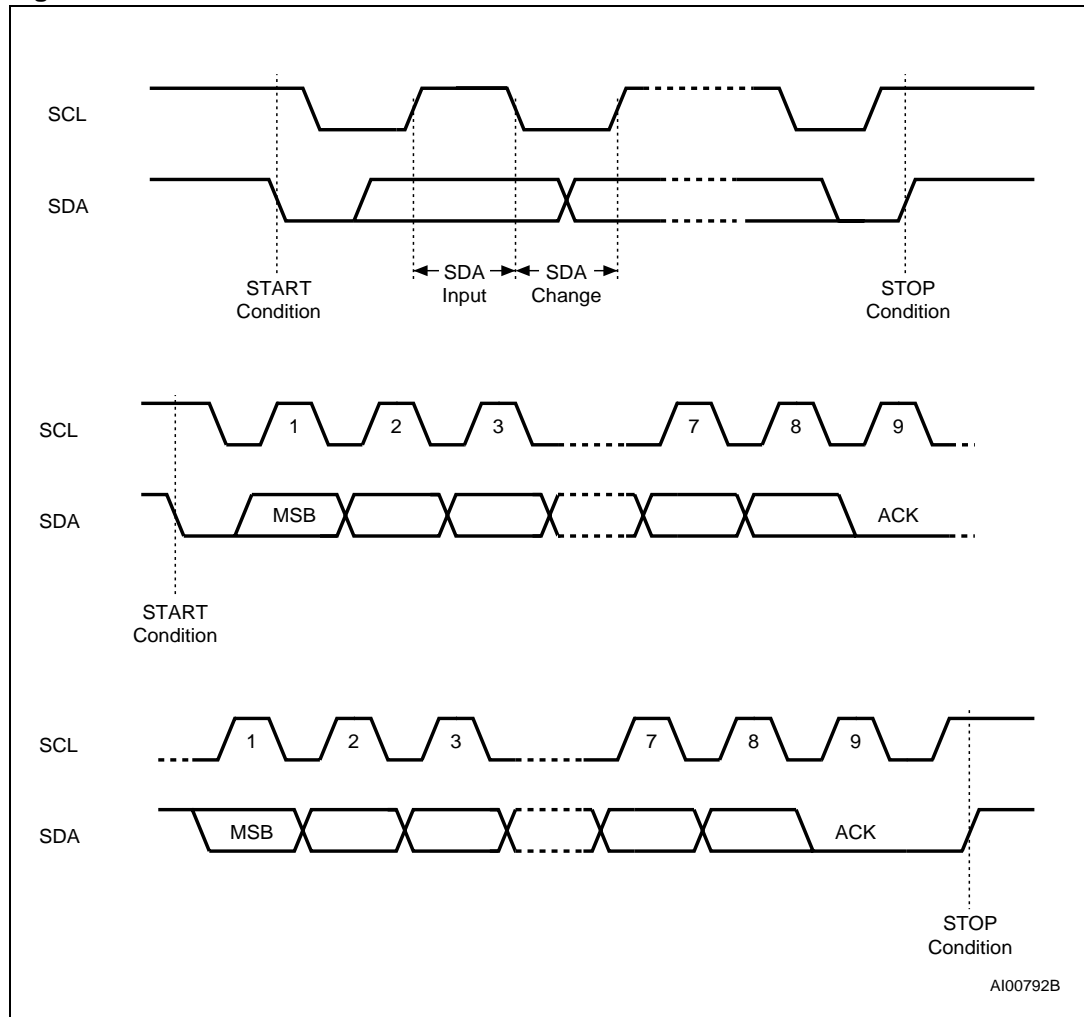 SCL
SDA
SDA
Input
SDA
Change
START
Condition
STOP
Condition
SCL
1 2 3 7 8 9
SDA
MSB ACK
START
Condition
SCL
1 2 3 7 8 9
SDA
MSB ACK
STOP
Condition
AI00792B